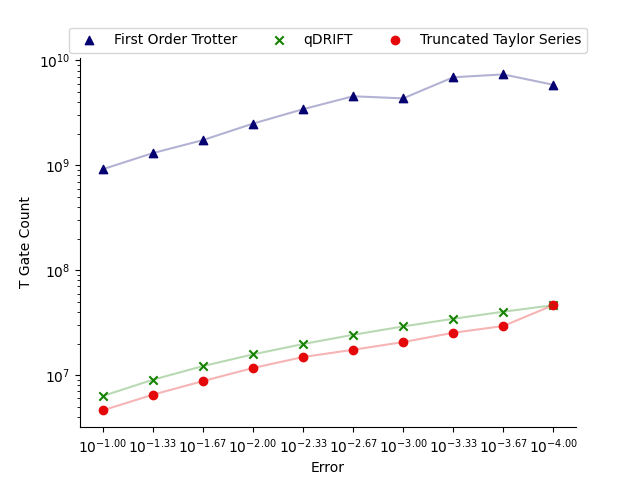 First Order Trotter qDRIFT Truncated Taylor Series
10^10
10^9
10^8
10^7
T Gate Count
10^−1.00 10^−1.33 10^−1.67 10^−2.00 10^−2.33 10^−2.67 10^−3.00 10^−3.33 10^−3.67 10^−4.00
Error